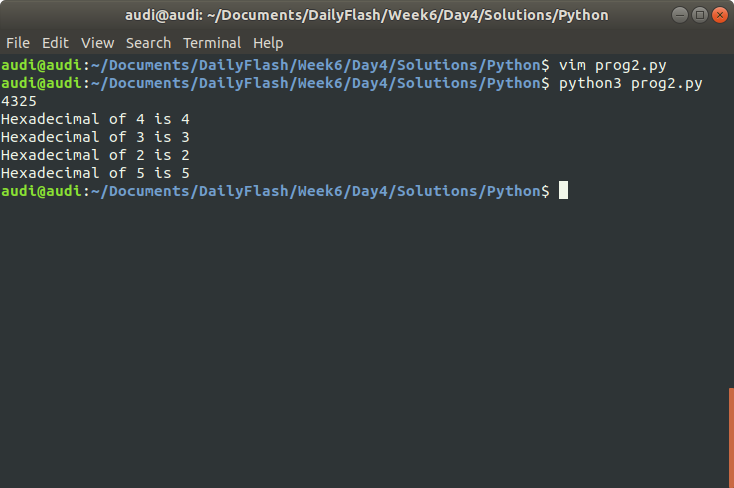 audi@audi: ~/Documents/DailyFlash/Week6/Day4/Solutions/Python
File Edit View Search Terminal Help
audi@audi:~/Documents/DailyFlash/Week6/Day4/Solutions/Python$ vim prog2.py
audi@audi:~/Documents/DailyFlash/Week6/Day4/Solutions/Python$ python3 prog2.py
4325
Hexadecimal of 4 is 4
Hexadecimal of 3 is 3
Hexadecimal of 2 is 2
Hexadecimal of 5 is 5
audi@audi:~/Documents/DailyFlash/Week6/Day4/Solutions/Python$